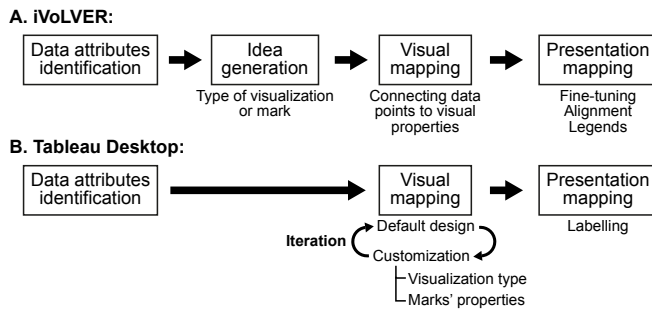 A. iVoLVER:
Data attributes
identification
Idea
generation
Type of visualization
or mark
Visual
mapping
Connecting data
points to visual
properties
Presentation
mapping
Fine-tuning
Alignment
Legends
B. Tableau Desktop:
Data attributes
identification
Visual
mapping
Default design
Iteration
Customization
Visualization type
Marks' properties
Presentation
mapping
Labelling